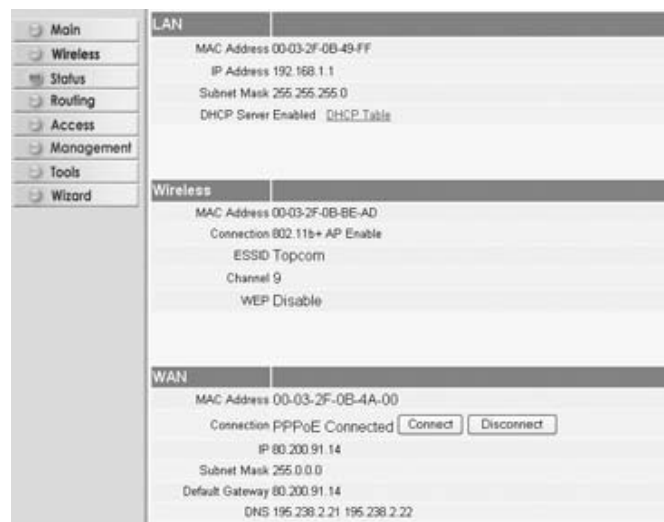 Main
Wireless
Status
Routing
Access
Management
Tools
Wizard
LAN
MAC Address 00-03-2F-0B-49-FF
IP Address 192.168.1.1
Subnet Mask 255.255.255.0
DHCP Server Enabled DHCP Table
Wireless
MAC Address 00-03-2F-0B-BE-AD
Connection 802.11b+ AP Enable
ESSID Topcom
Channel 9
WEP Disable
WAN
MAC Address 00-03-2F-0B-4A-00
Connection PPPoE Connected Connect Disconnect
IP 80.200.91.14
Subnet Mask 255.0.0.0
Default Gateway 80.200.91.14
DNS 195.238.2.21 195.238.2.22